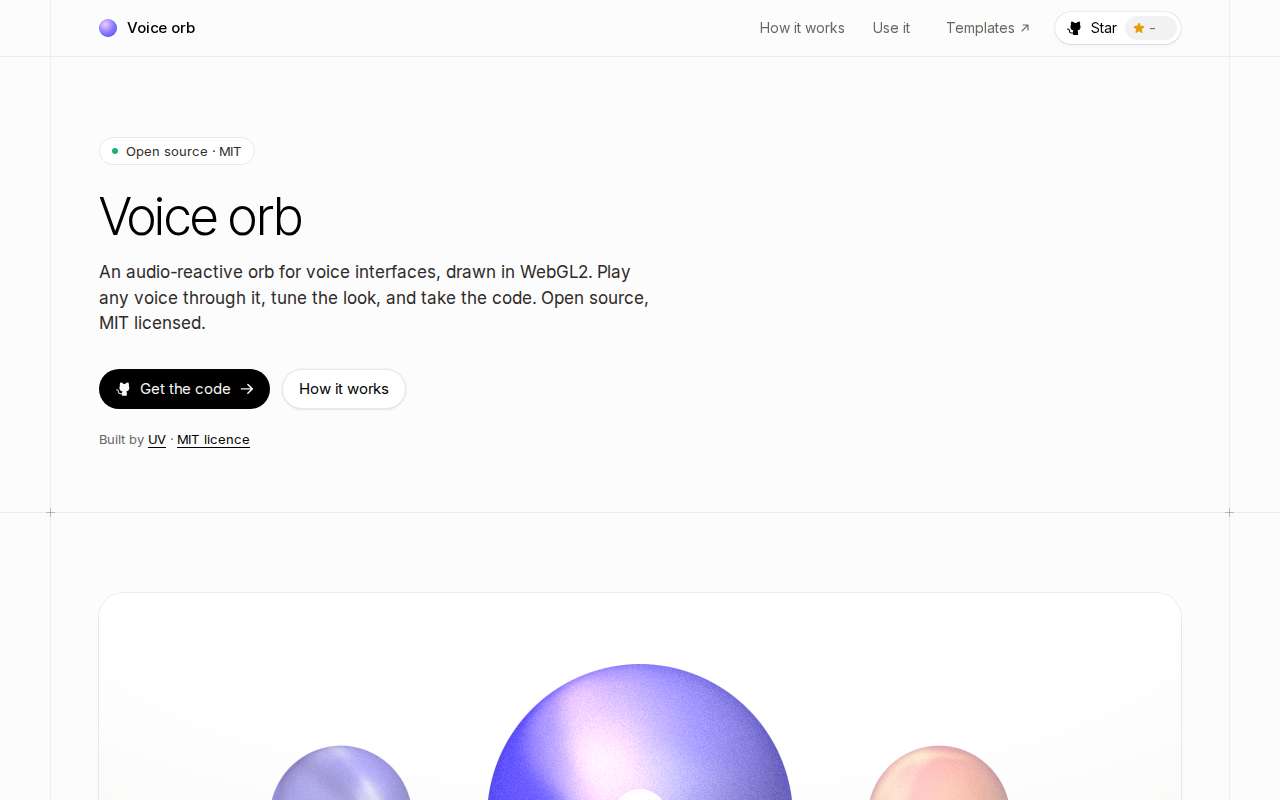 Voice orb
How it works
Use it
Templates ↗
Star
★ –
Open source · MIT
Voice orb
An audio-reactive orb for voice interfaces, drawn in WebGL2. Play
any voice through it, tune the look, and take the code. Open source,
MIT licensed.
Get the code →
How it works
Built by UV · MIT licence